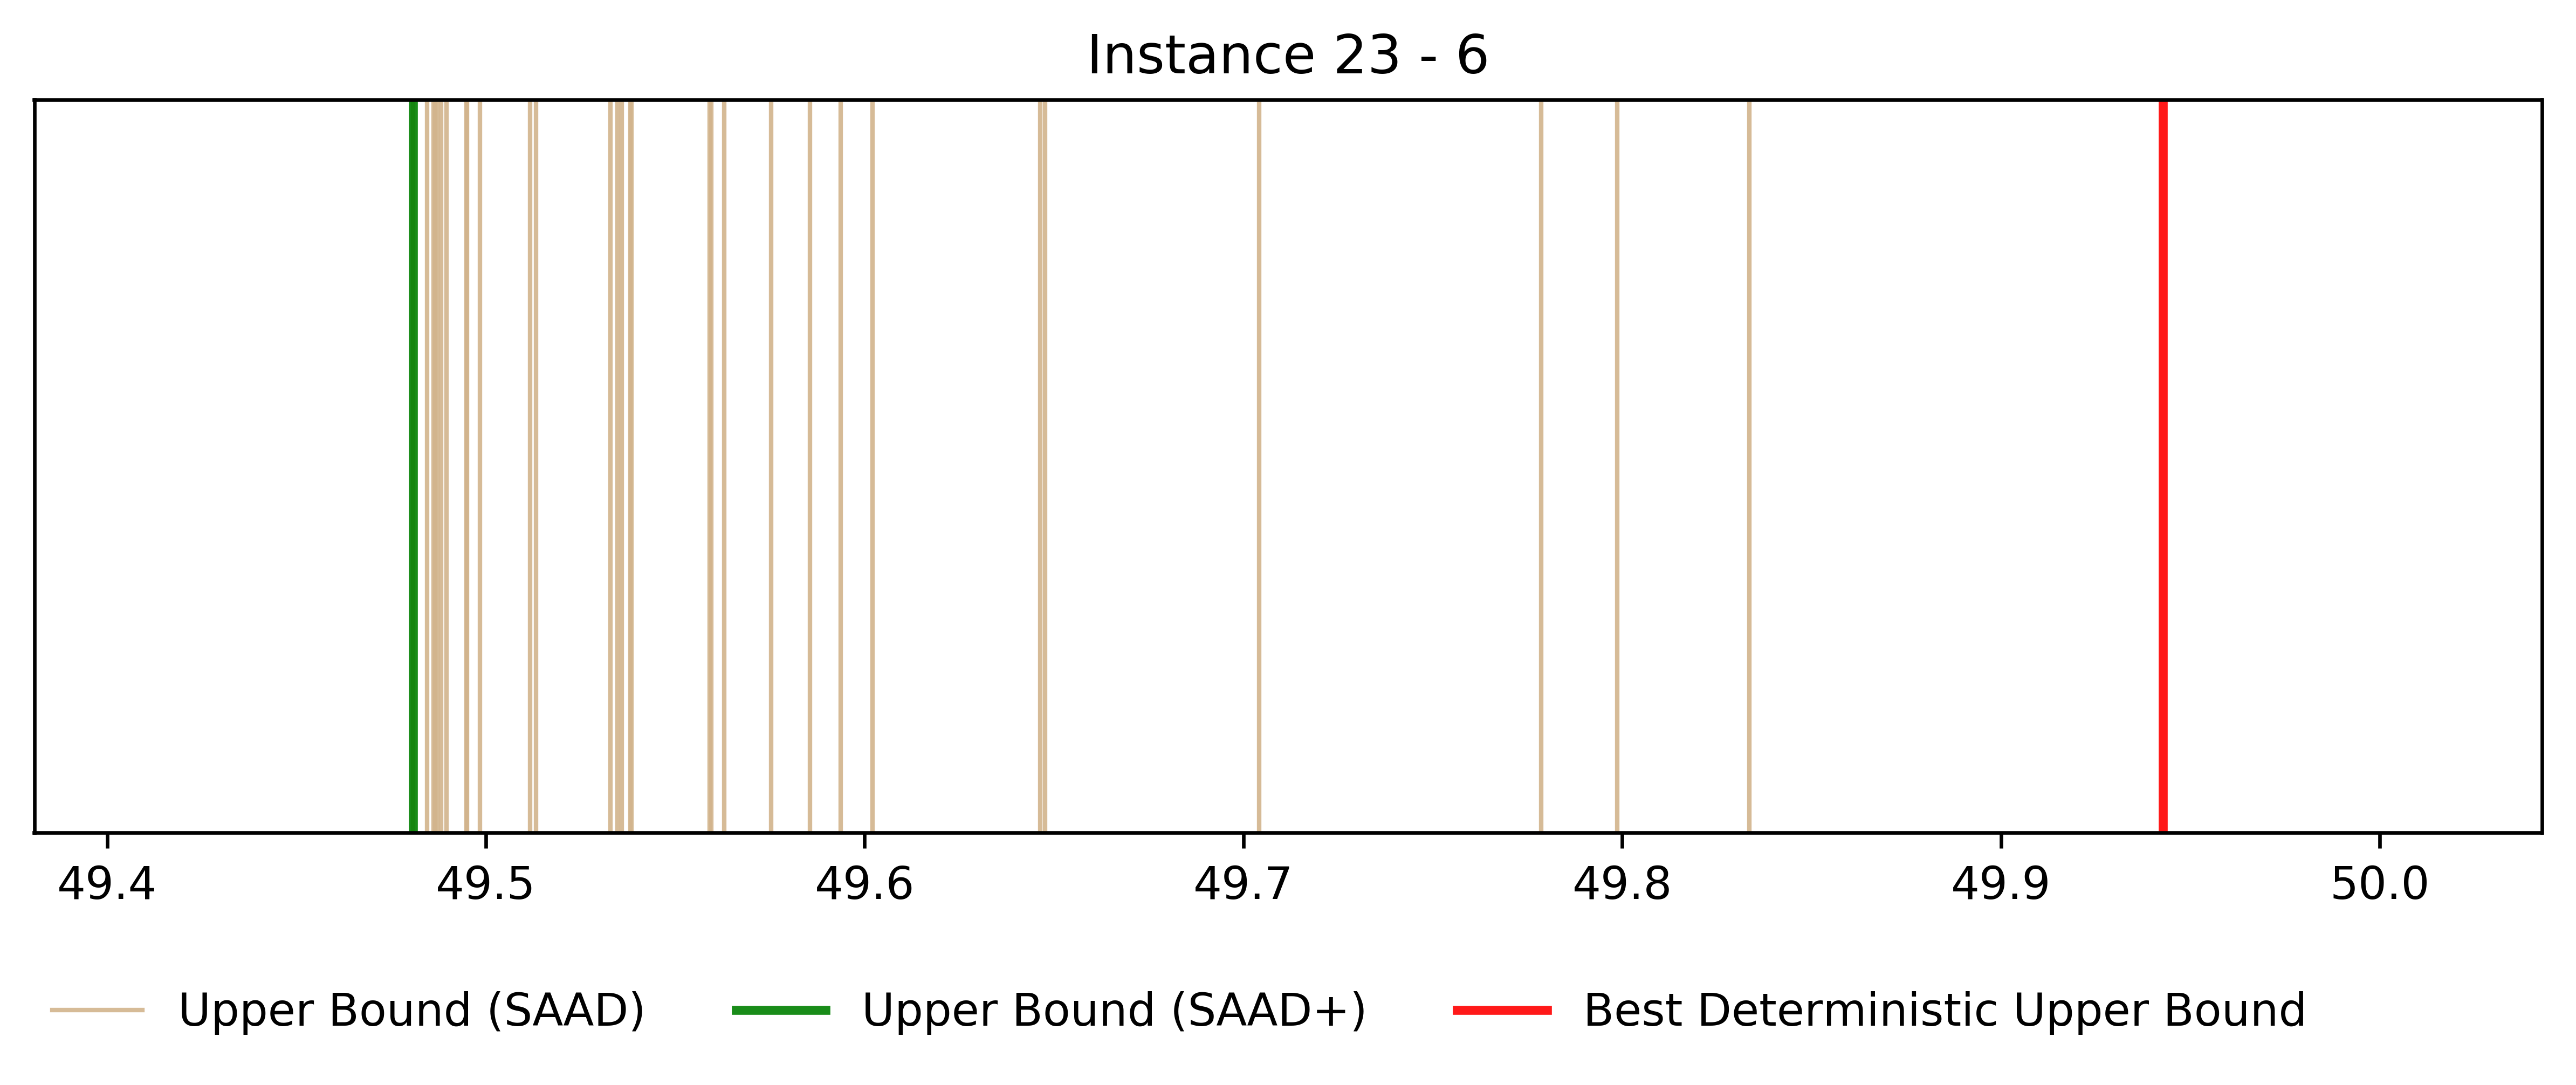 Instance 23 - 6
49.4 49.5 49.6 49.7 49.8 49.9 50.0
Upper Bound (SAAD) Upper Bound (SAAD+) Best Deterministic Upper Bound